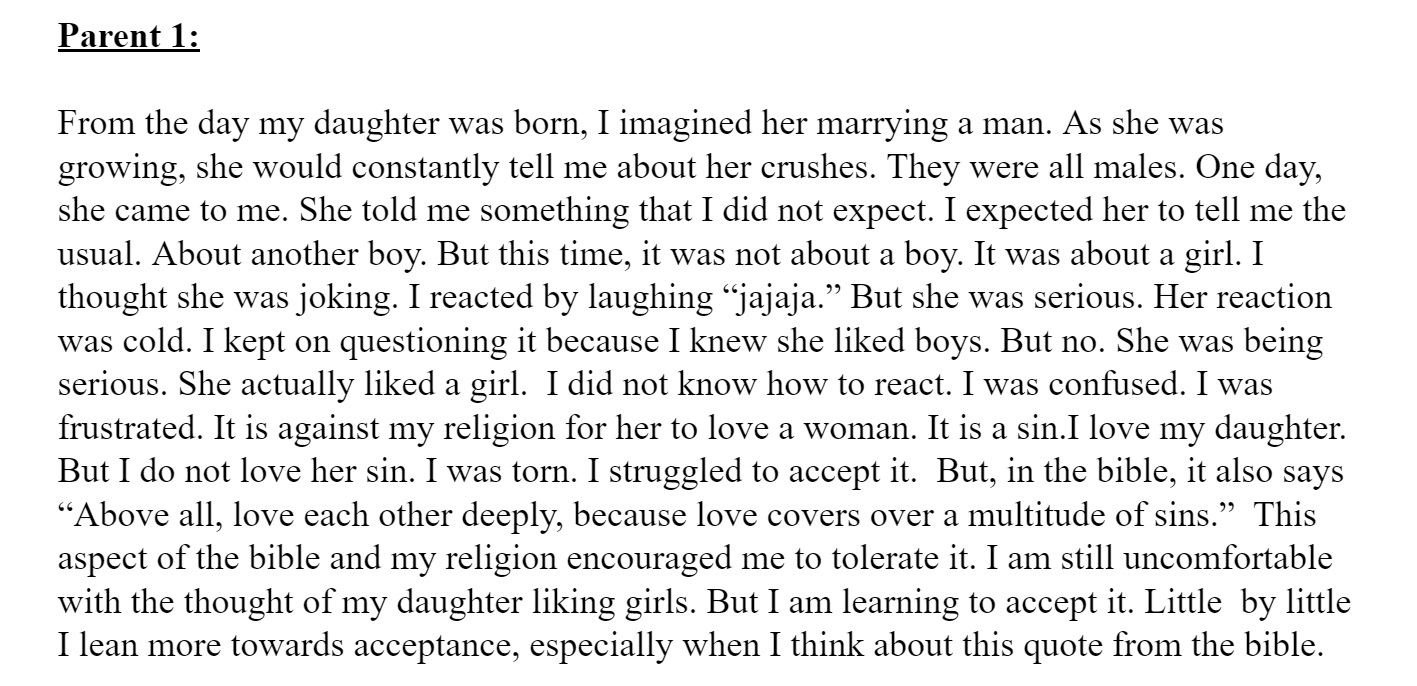 Parent 1:
From the day my daughter was born, I imagined her marrying a man. As she was
growing, she would constantly tell me about her crushes. They were all males. One day,
she came to me. She told me something that I did not expect. I expected her to tell me the
usual. About another boy. But this time, it was not about a boy. It was about a girl. I
thought she was joking. I reacted by laughing “jajaja.” But she was serious. Her reaction
was cold. I kept on questioning it because I knew she liked boys. But no. She was being
serious. She actually liked a girl.  I did not know how to react. I was confused. I was
frustrated. It is against my religion for her to love a woman. It is a sin.I love my daughter.
But I do not love her sin. I was torn. I struggled to accept it.  But, in the bible, it also says
“Above all, love each other deeply, because love covers over a multitude of sins.”  This
aspect of the bible and my religion encouraged me to tolerate it. I am still uncomfortable
with the thought of my daughter liking girls. But I am learning to accept it. Little  by little
I lean more towards acceptance, especially when I think about this quote from the bible.